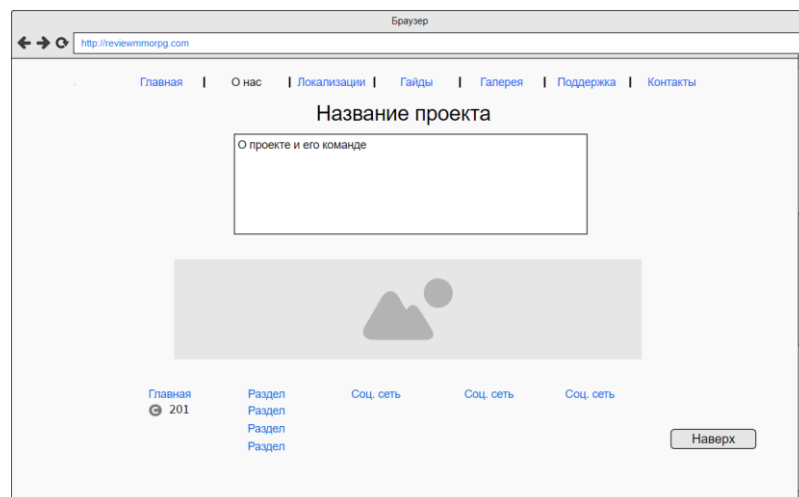 Браузер
http://reviewmmorpg.com
Главная | О нас | Локализации | Гайды | Галерея | Поддержка | Контакты
Название проекта
О проекте и его команде
Главная Раздел Соц. сеть Соц. сеть Соц. сеть
© 201 Раздел
Раздел
Раздел
Наверх